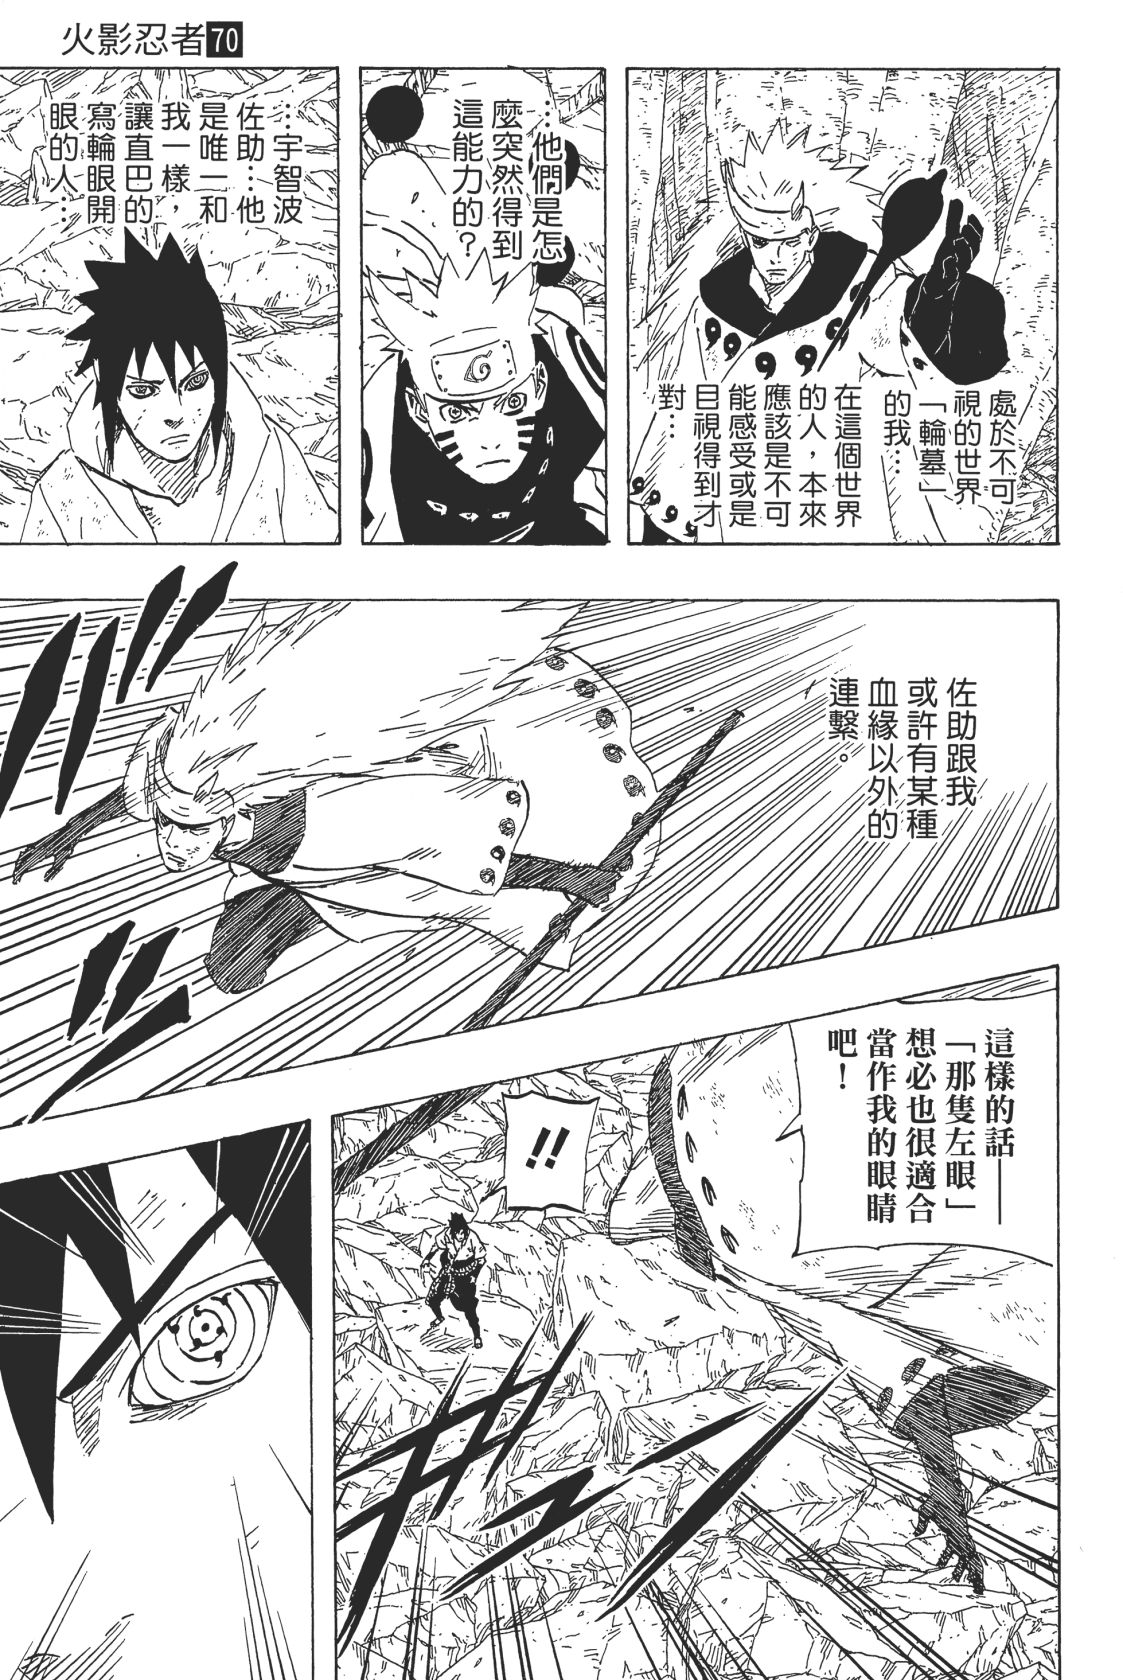 火影忍者70
處於不可
視的世界
「輪墓」
的我…
在這個世界
的人，本來
應該是不可
能感受或是
目視得到才
對…
…他們是怎
麼突然得到
這能力的？
…宇智波
佐助…他
是唯一和
我一樣，
讓直巴的
寫輪眼開
眼的人…
佐助跟我
或許有某種
血緣以外的
連繫。
這樣的話——
「那隻左眼」
想必也很適合
當作我的眼睛
吧！
!!